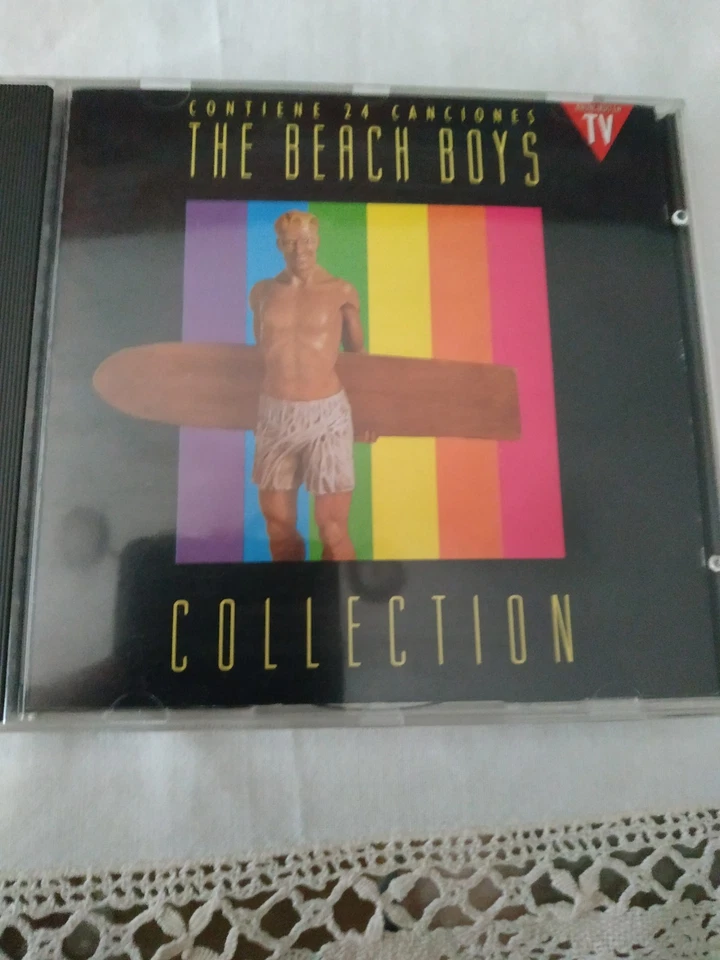 CONTIENE 24 CANCIONES
THE BEACH BOYS
TV
COLLECTION